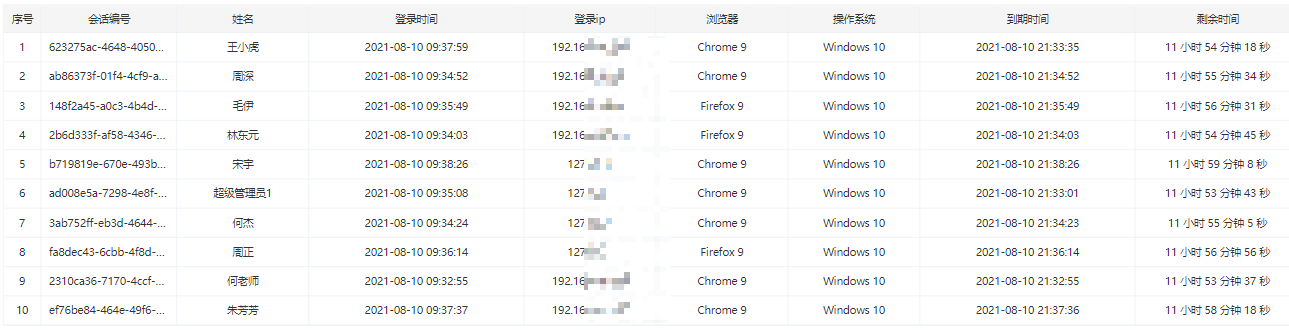 序号 会话编号 姓名 登录时间 登录ip 浏览器 操作系统 到期时间 剩余时间
1 623275ac-4648-4050... 王小虎 2021-08-10 09:37:59 192.16 Chrome 9 Windows 10 2021-08-10 21:33:35 11 小时 54 分钟 18 秒
2 ab86373f-01f4-4cf9-a... 周深 2021-08-10 09:34:52 192.16 Chrome 9 Windows 10 2021-08-10 21:34:52 11 小时 55 分钟 34 秒
3 148f2a45-a0c3-4b4d-... 毛伊 2021-08-10 09:35:49 192.16 Firefox 9 Windows 10 2021-08-10 21:35:49 11 小时 56 分钟 31 秒
4 2b6d333f-af58-4346-... 林东元 2021-08-10 09:34:03 192.16 Firefox 9 Windows 10 2021-08-10 21:34:03 11 小时 54 分钟 45 秒
5 b719819e-670e-493b... 宋宇 2021-08-10 09:38:26 127 Chrome 9 Windows 10 2021-08-10 21:38:26 11 小时 59 分钟 8 秒
6 ad008e5a-7298-4e8f-... 超级管理员1 2021-08-10 09:35:08 127 Chrome 9 Windows 10 2021-08-10 21:33:01 11 小时 53 分钟 43 秒
7 3ab752ff-eb3d-4644-... 何杰 2021-08-10 09:34:24 127 Chrome 9 Windows 10 2021-08-10 21:34:23 11 小时 55 分钟 5 秒
8 fa8dec43-6cbb-4f8d-... 周正 2021-08-10 09:36:14 127 Firefox 9 Windows 10 2021-08-10 21:36:14 11 小时 56 分钟 56 秒
9 2310ca36-7170-4ccf-... 何老师 2021-08-10 09:32:55 192.16 Chrome 9 Windows 10 2021-08-10 21:32:55 11 小时 53 分钟 37 秒
10 ef76be84-464e-49f6-... 朱芳芳 2021-08-10 09:37:37 192.16 Chrome 9 Windows 10 2021-08-10 21:37:36 11 小时 58 分钟 18 秒